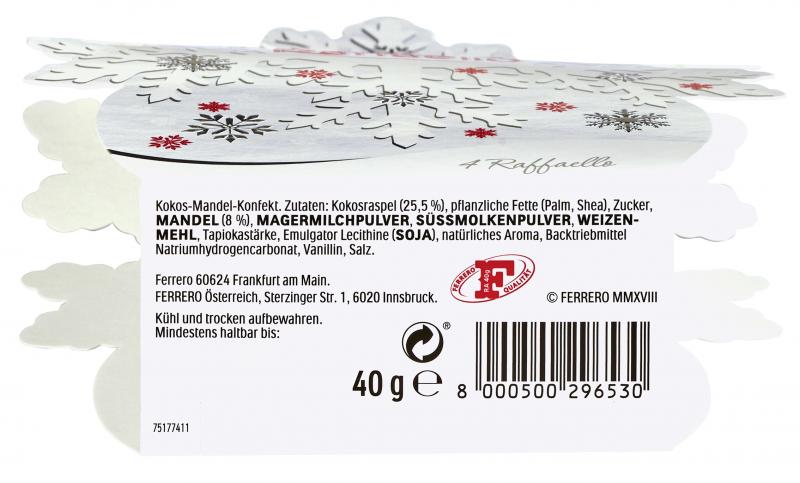 4 Raffaello
Kokos-Mandel-Konfekt. Zutaten: Kokosraspel (25,5 %), pflanzliche Fette (Palm, Shea), Zucker,
MANDEL (8 %), MAGERMILCHPULVER, SÜSSMOLKENPULVER, WEIZEN-
MEHL, Tapiokastärke, Emulgator Lecithine (SOJA), natürliches Aroma, Backtriebmittel
Natriumhydrogencarbonat, Vanillin, Salz.
Ferrero 60624 Frankfurt am Main.
FERRERO Österreich, Sterzinger Str. 1, 6020 Innsbruck.
FERRERO
RA 40g
F
QUALITÄT
© FERRERO MMXVIII
Kühl und trocken aufbewahren.
Mindestens haltbar bis:
®
40 g ℮
8 000500 296530
75177411